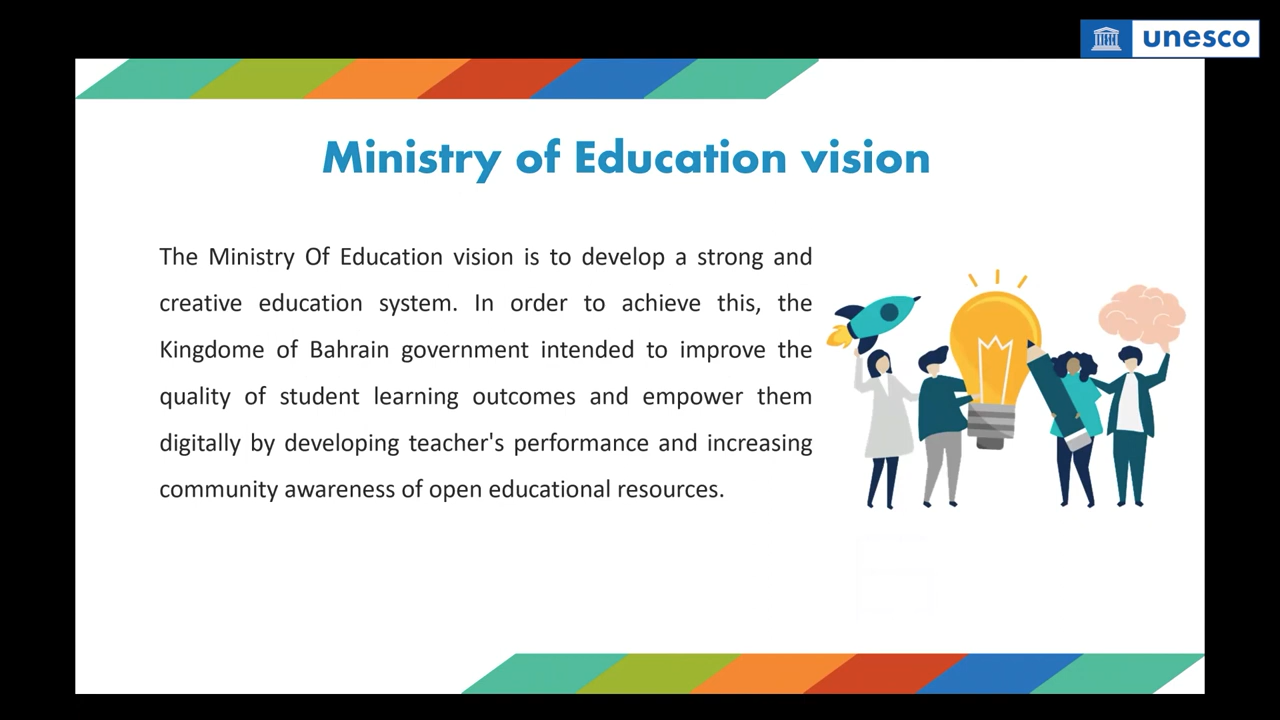 unesco
Ministry of Education vision
The Ministry Of Education vision is to develop a strong and
creative education system. In order to achieve this, the
Kingdome of Bahrain government intended to improve the
quality of student learning outcomes and empower them
digitally by developing teacher's performance and increasing
community awareness of open educational resources.